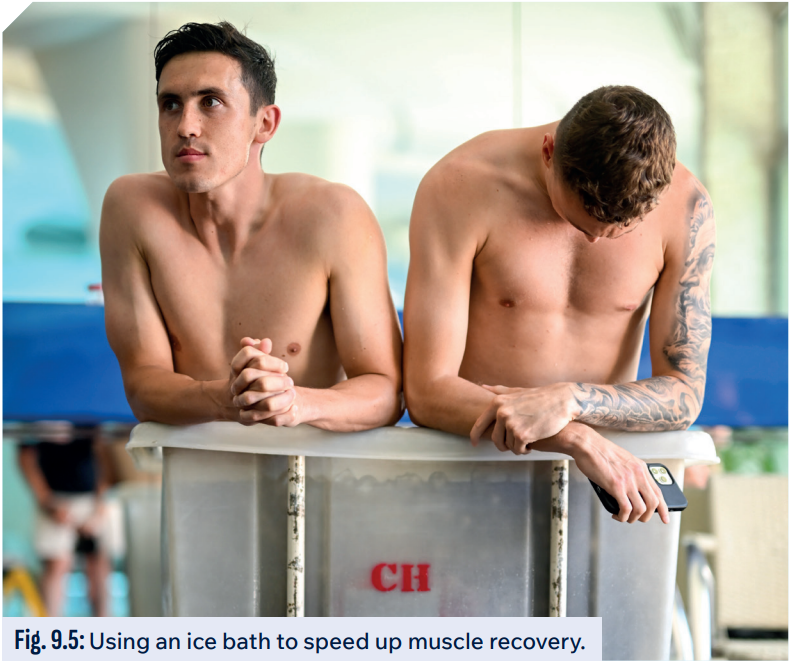 CH
Fig. 9.5: Using an ice bath to speed up muscle recovery.